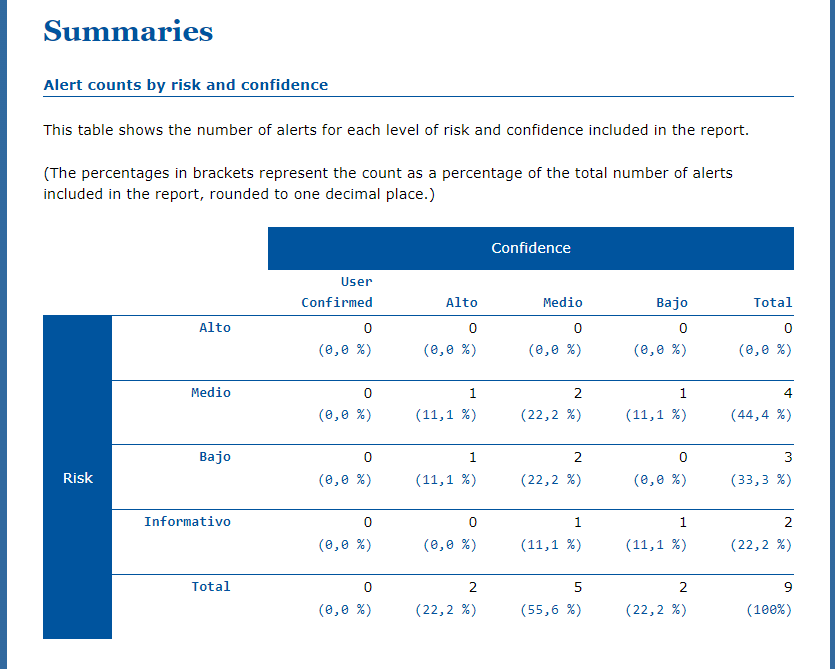 Summaries
Alert counts by risk and confidence
This table shows the number of alerts for each level of risk and confidence included in the report.
(The percentages in brackets represent the count as a percentage of the total number of alerts
included in the report, rounded to one decimal place.)
Confidence
User
Confirmed Alto Medio Bajo Total
Alto 0 0 0 0 0
(0,0 %) (0,0 %) (0,0 %) (0,0 %) (0,0 %)
Medio 0 1 2 1 4
(0,0 %) (11,1 %) (22,2 %) (11,1 %) (44,4 %)
Bajo 0 1 2 0 3
Risk (0,0 %) (11,1 %) (22,2 %) (0,0 %) (33,3 %)
Informativo 0 0 1 1 2
(0,0 %) (0,0 %) (11,1 %) (11,1 %) (22,2 %)
Total 0 2 5 2 9
(0,0 %) (22,2 %) (55,6 %) (22,2 %) (100%)